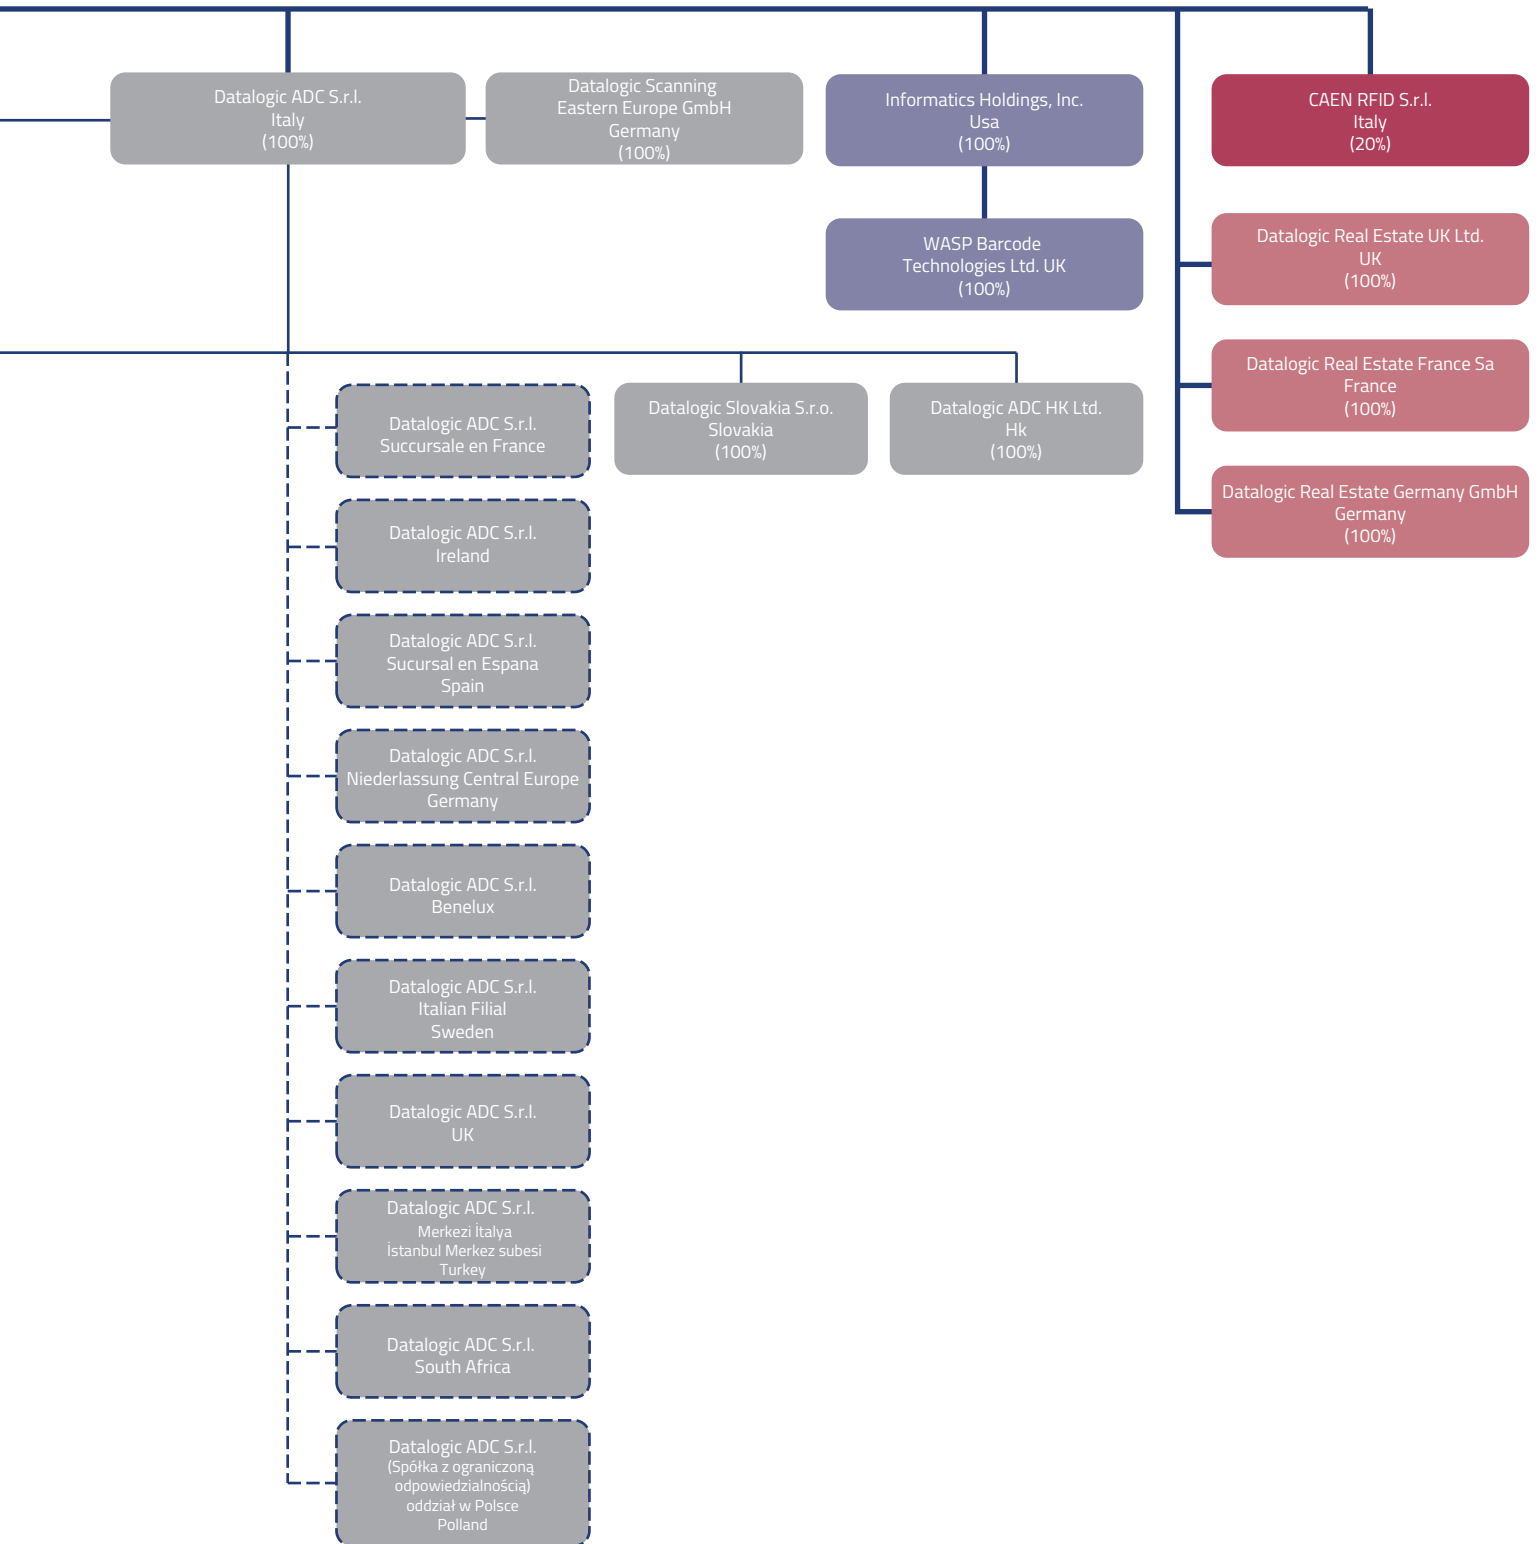 Datalogic ADC S.r.l.
Italy
(100%)
Datalogic Scanning
Eastern Europe GmbH
Germany
(100%)
Informatics Holdings, Inc.
Usa
(100%)
CAEN RFID S.r.l.
Italy
(20%)
WASP Barcode
Technologies Ltd. UK
(100%)
Datalogic Real Estate UK Ltd.
UK
(100%)
Datalogic Real Estate France Sa
France
(100%)
Datalogic Real Estate Germany GmbH
Germany
(100%)
Datalogic ADC S.r.l.
Succursale en France
Datalogic Slovakia S.r.o.
Slovakia
(100%)
Datalogic ADC HK Ltd.
Hk
(100%)
Datalogic ADC S.r.l.
Ireland
Datalogic ADC S.r.l.
Sucursal en Espana
Spain
Datalogic ADC S.r.l.
Niederlassung Central Europe
Germany
Datalogic ADC S.r.l.
Benelux
Datalogic ADC S.r.l.
Italian Filial
Sweden
Datalogic ADC S.r.l.
UK
Datalogic ADC S.r.l.
Merkezi İtalya
İstanbul Merkez subesi
Turkey
Datalogic ADC S.r.l.
South Africa
Datalogic ADC S.r.l.
(Spółka z ograniczoną
odpowiedzialnością)
oddział w Polsce
Polland